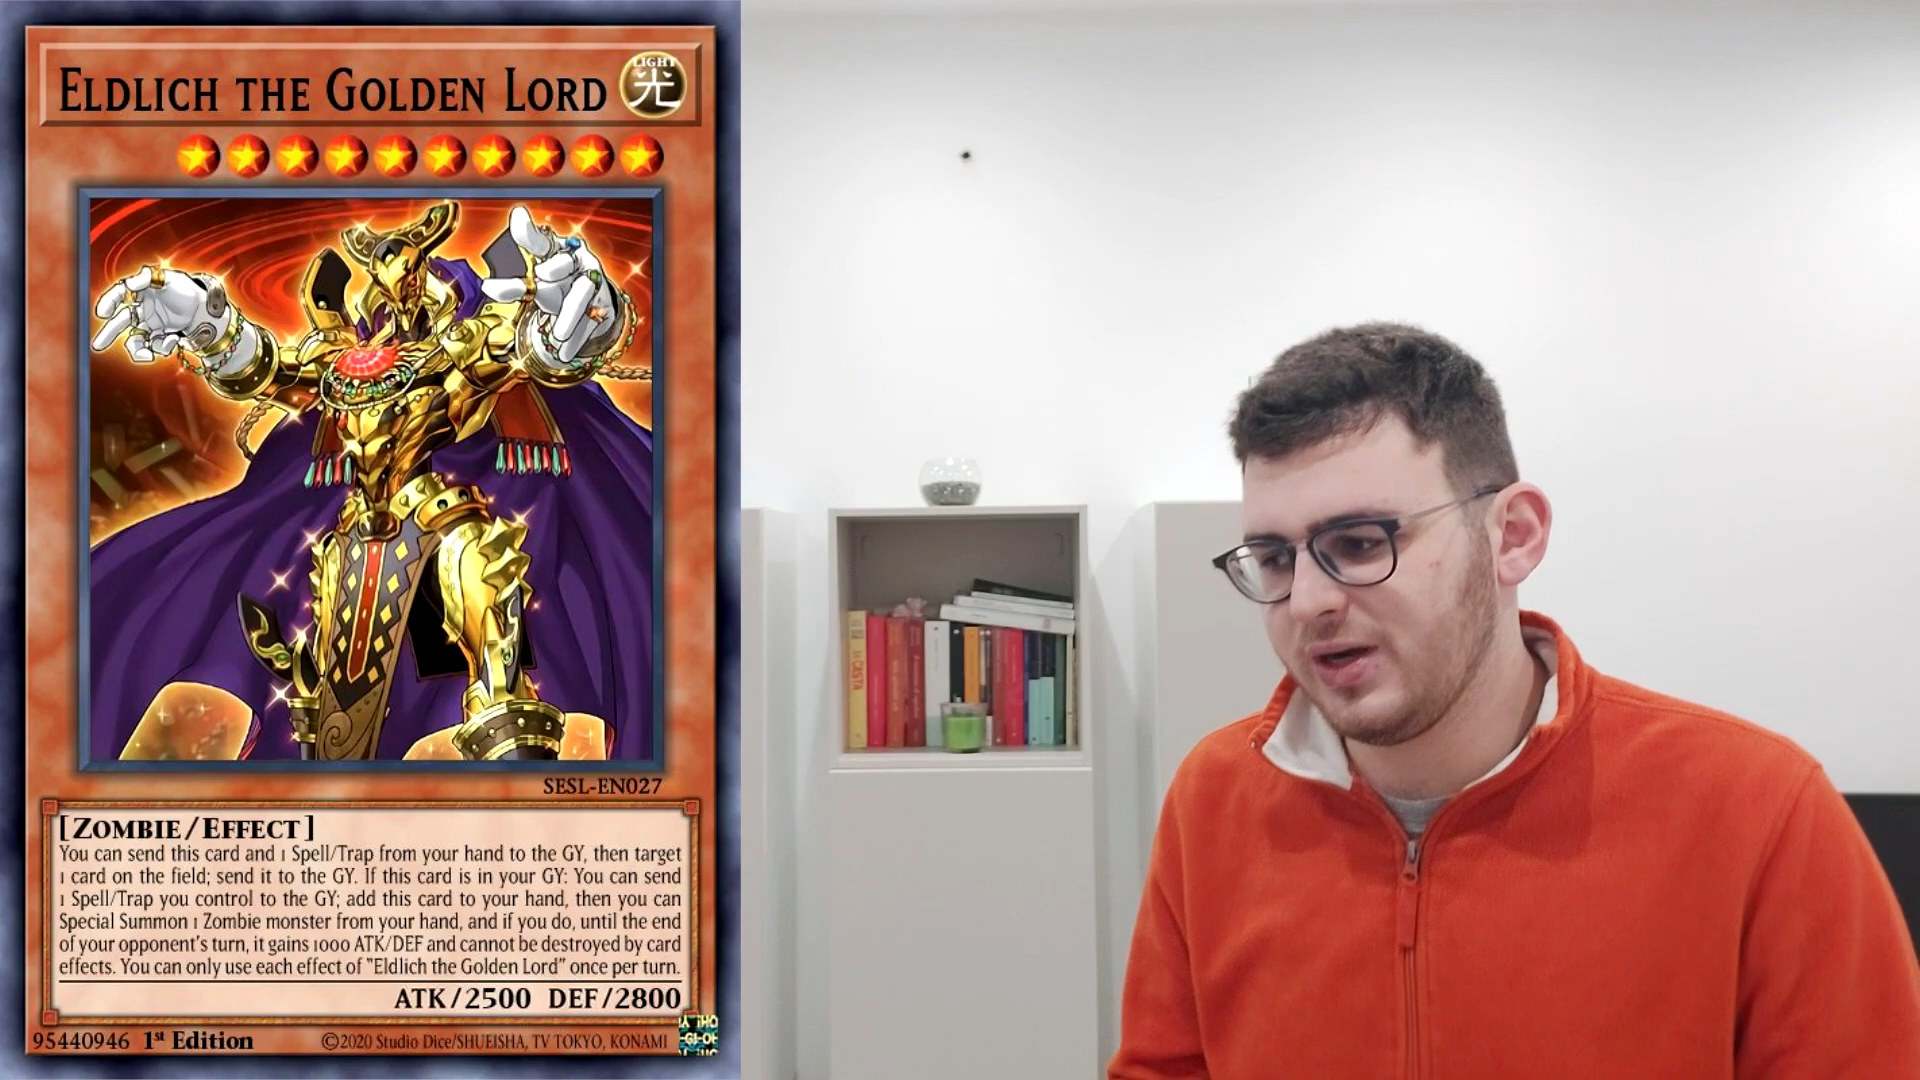 ELDLICH THE GOLDEN LORD
LIGHT
光
SESL-EN027
[ZOMBIE/EFFECT]
You can send this card and 1 Spell/Trap from your hand to the GY, then target
1 card on the field; send it to the GY. If this card is in your GY: You can send
1 Spell/Trap you control to the GY; add this card to your hand, then you can
Special Summon 1 Zombie monster from your hand, and if you do, until the end
of your opponent's turn, it gains 1000 ATK/DEF and cannot be destroyed by card
effects. You can only use each effect of "Eldlich the Golden Lord" once per turn.
ATK/2500 DEF/2800
95440946 1st Edition ©2020 Studio Dice/SHUEISHA, TV TOKYO, KONAMI
LA CASTA